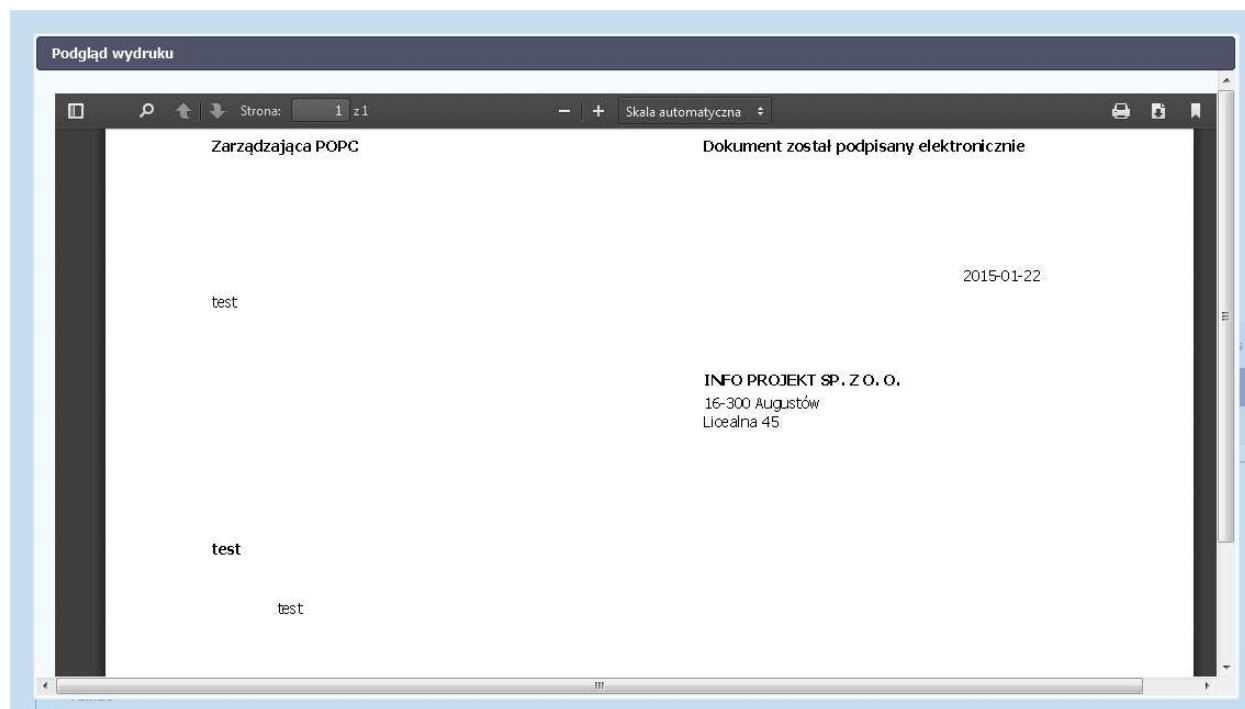 Podgląd wydruku
Strona: 1 z 1 Skala automatyczna
Zarządzająca POPC Dokument został podpisany elektronicznie
2015-01-22
test
INFO PROJEKT SP. Z O. O.
16-300 Augustów
Licealna 45
test
test